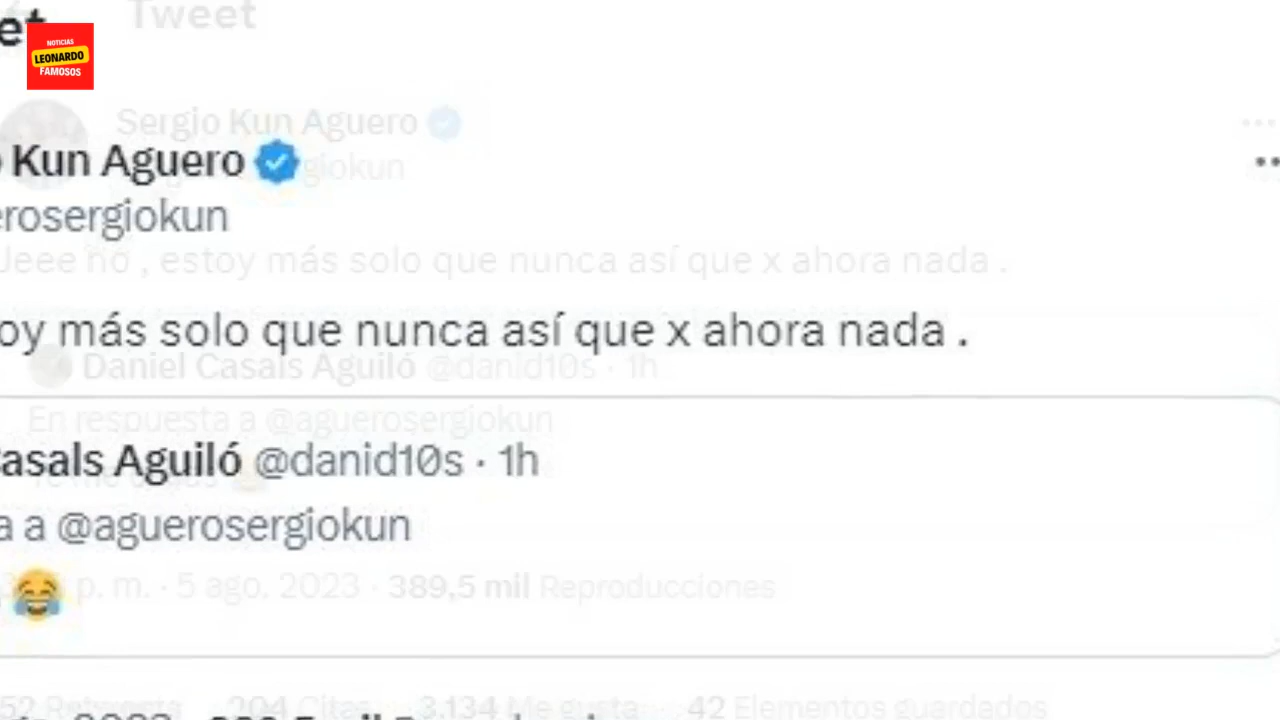 et
Tweet
NOTICIAS
LEONARDO
FAMOSOS
Sergio Kun Aguero
Kun Aguero
giokun
erosergiokun
Jeee no , estoy más solo que nunca así que x ahora nada .
oy más solo que nunca así que x ahora nada .
Daniel Casals Aguiló @danid10s · 1h
En respuesta a @aguerosergiokun
Casals Aguiló @danid10s · 1h
a a @aguerosergiokun
😂 p. m. · 5 ago. 2023 · 389,5 mil Reproducciones
52 Retweets 204 Citas 3.134 Me gusta 42 Elementos guardados